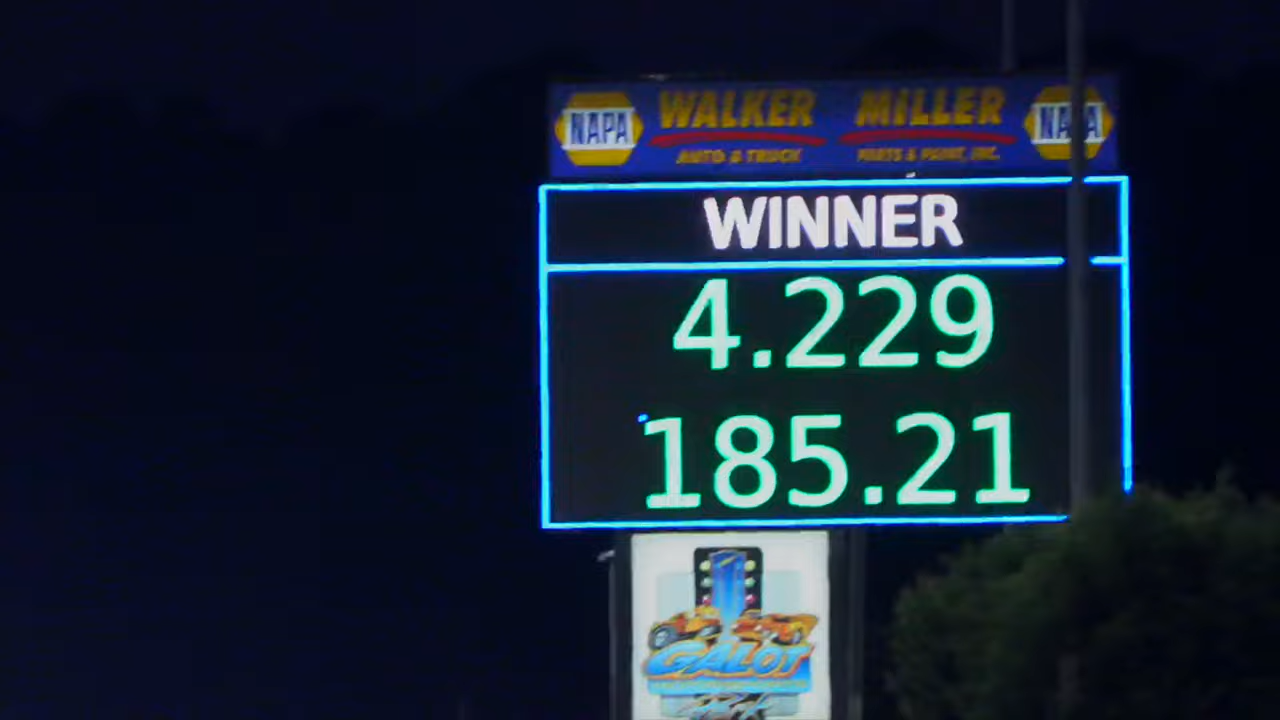 NAPA WALKER MILLER NAPA
AUTO & TRUCK PARTS & PAINT, INC.
WINNER
4.229
185.21
GALOT